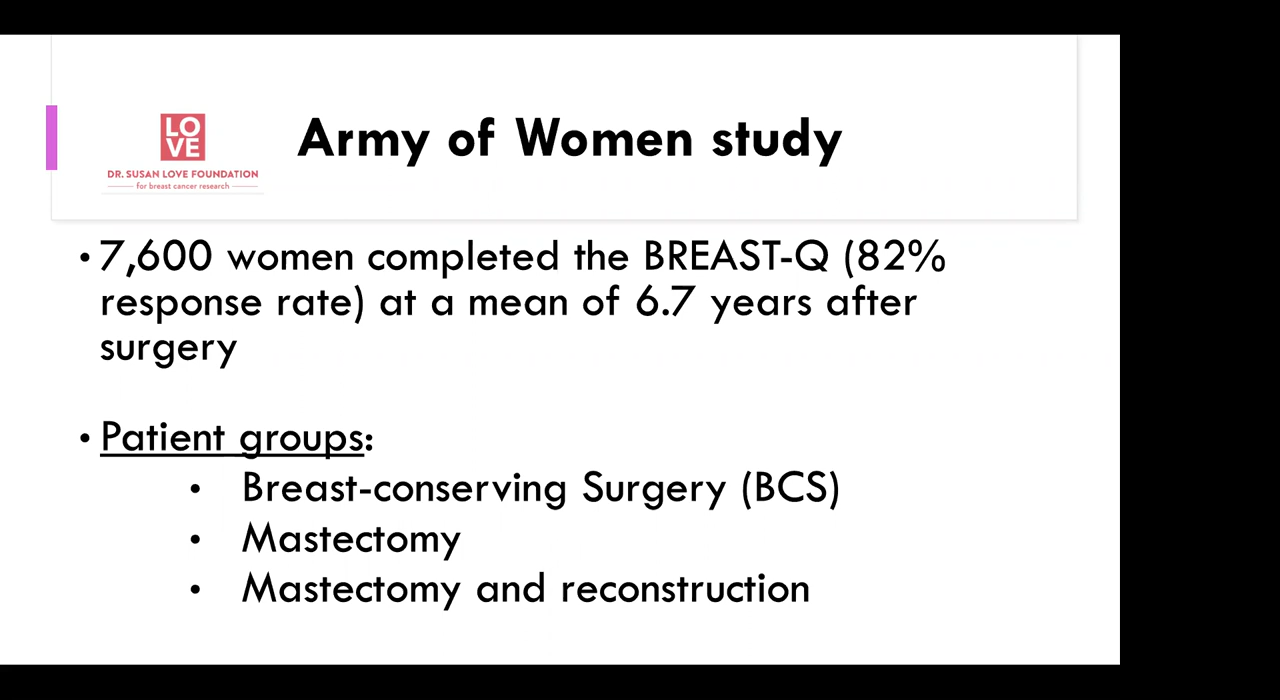 LO
VE
DR. SUSAN LOVE FOUNDATION
for breast cancer research
Army of Women study
• 7,600 women completed the BREAST-Q (82%
response rate) at a mean of 6.7 years after
surgery
• Patient groups:
• Breast-conserving Surgery (BCS)
• Mastectomy
• Mastectomy and reconstruction